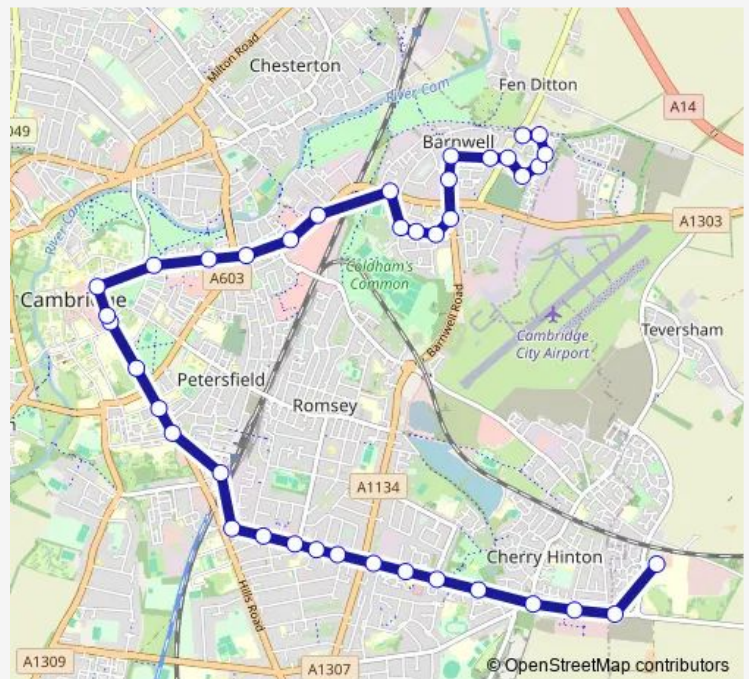 Milton Road
Chesterton
Fen Ditton
River Cam
A14
049
Barnwell
River Cam
A1303
A603
Coldham's
Common
Cambridge
Barnwell Road
Teversham
Cambridge
City Airport
Petersfield
Romsey
A1134
Cherry Hinton
Hills Road
A1309
A1307
© OpenStreetMap contributors